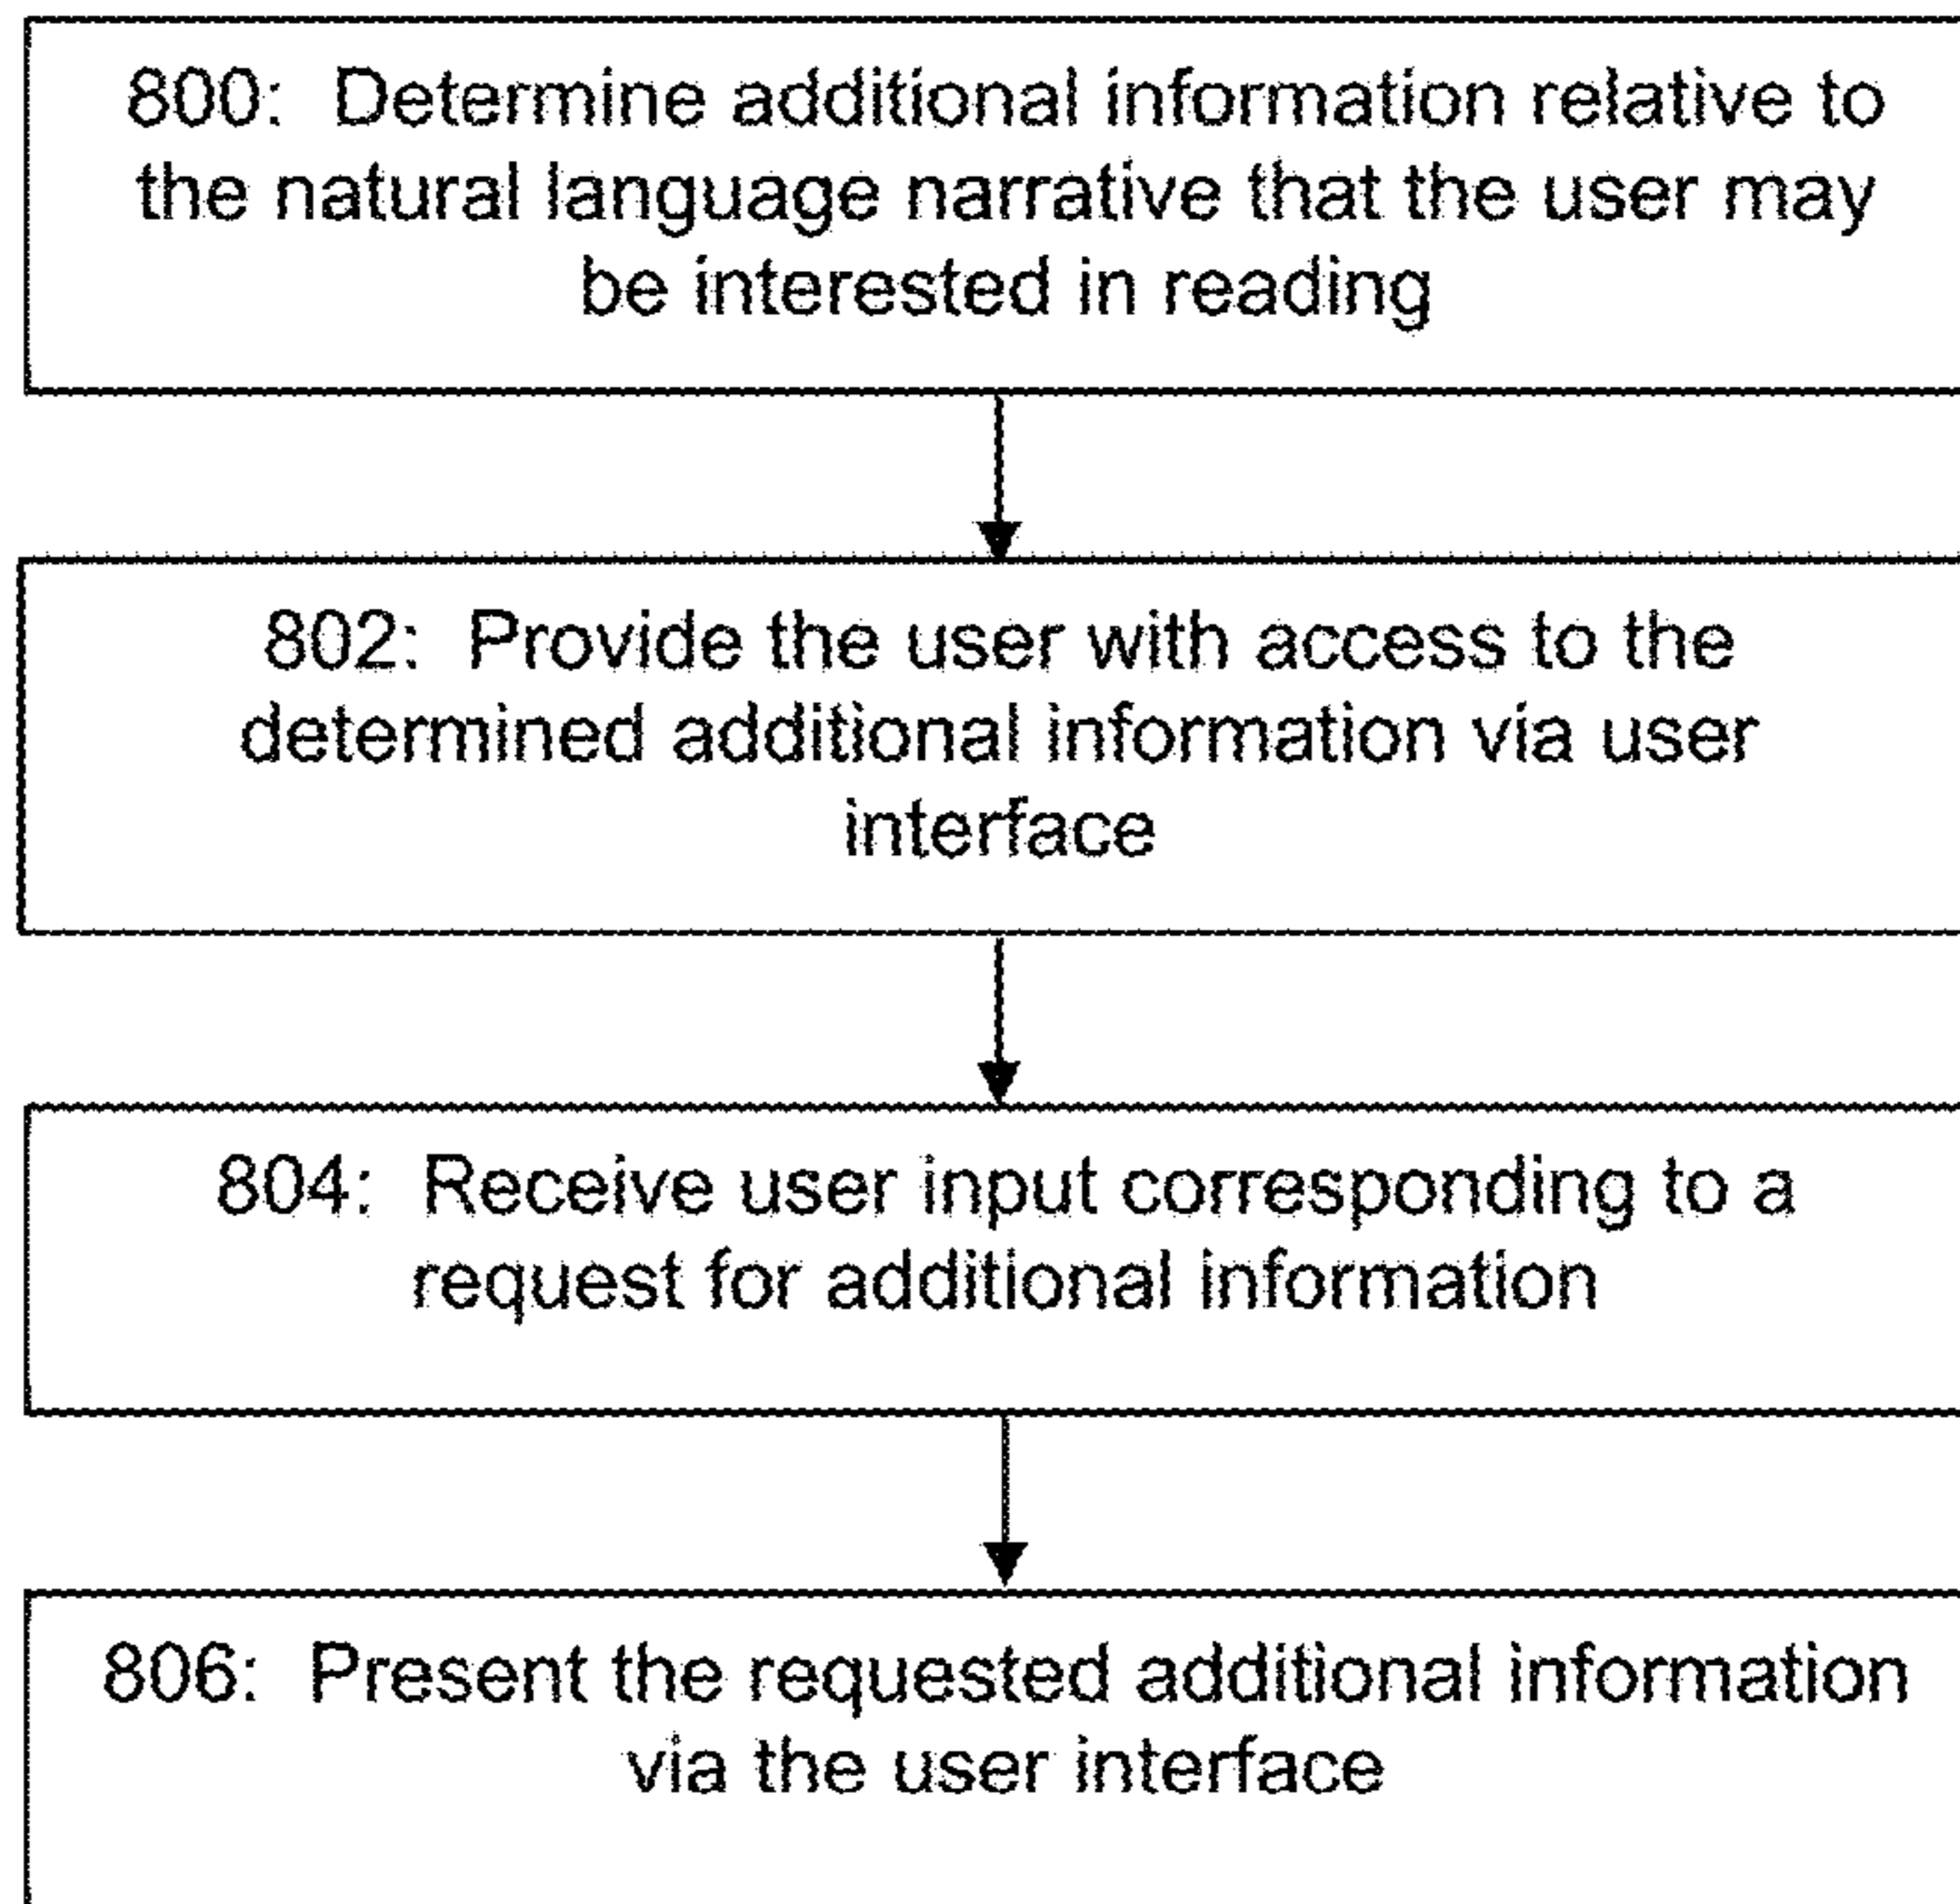 800: Determine additional information relative to
the natural language narrative that the user may
be interested in reading
802: Provide the user with access to the
determined additional information via user
interface
804: Receive user input corresponding to a
request for additional information
806: Present the requested additional information
via the user interface